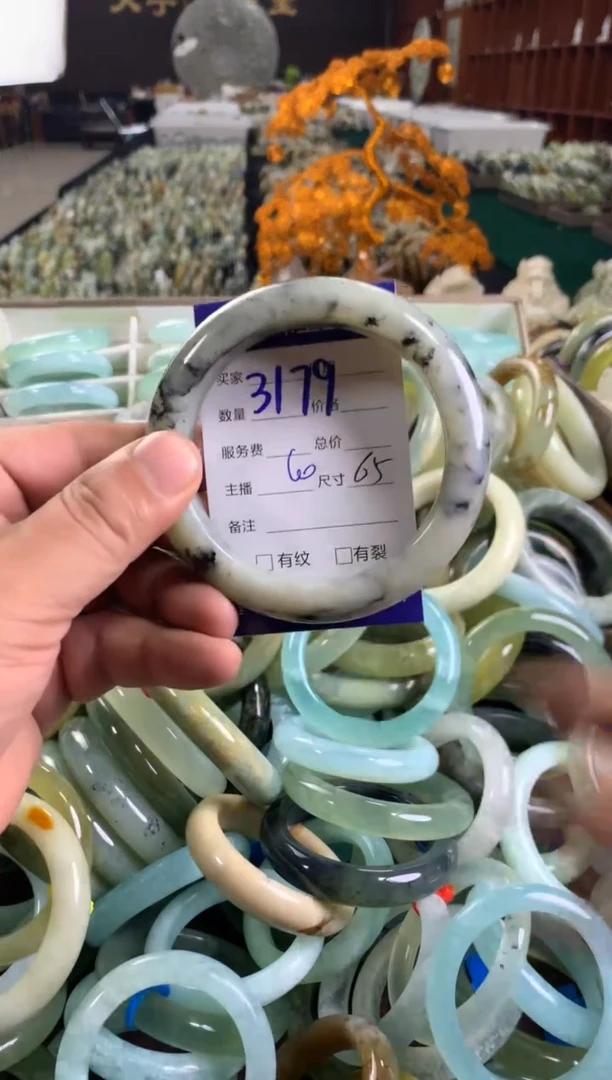 买家 3179
数量 价格
服务费 总价
主播 60 尺寸 65
备注
□有纹 □有裂